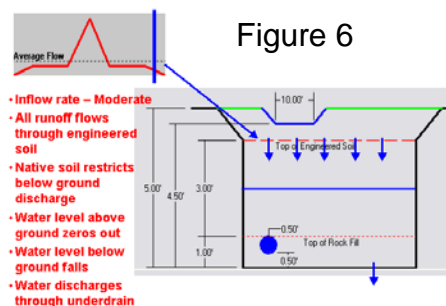 Figure 6
Average Flow
• Inflow rate – Moderate
• All runoff flows
through engineered
soil
• Native soil restricts
below ground
discharge
• Water level above
ground zeros out
• Water level below
ground falls
• Water discharges
through underdrain
10.00'
Top of Engineered Soil
5.00'
4.50'
3.00'
1.00'
0.50'
0.50'
Top of Rock Fill